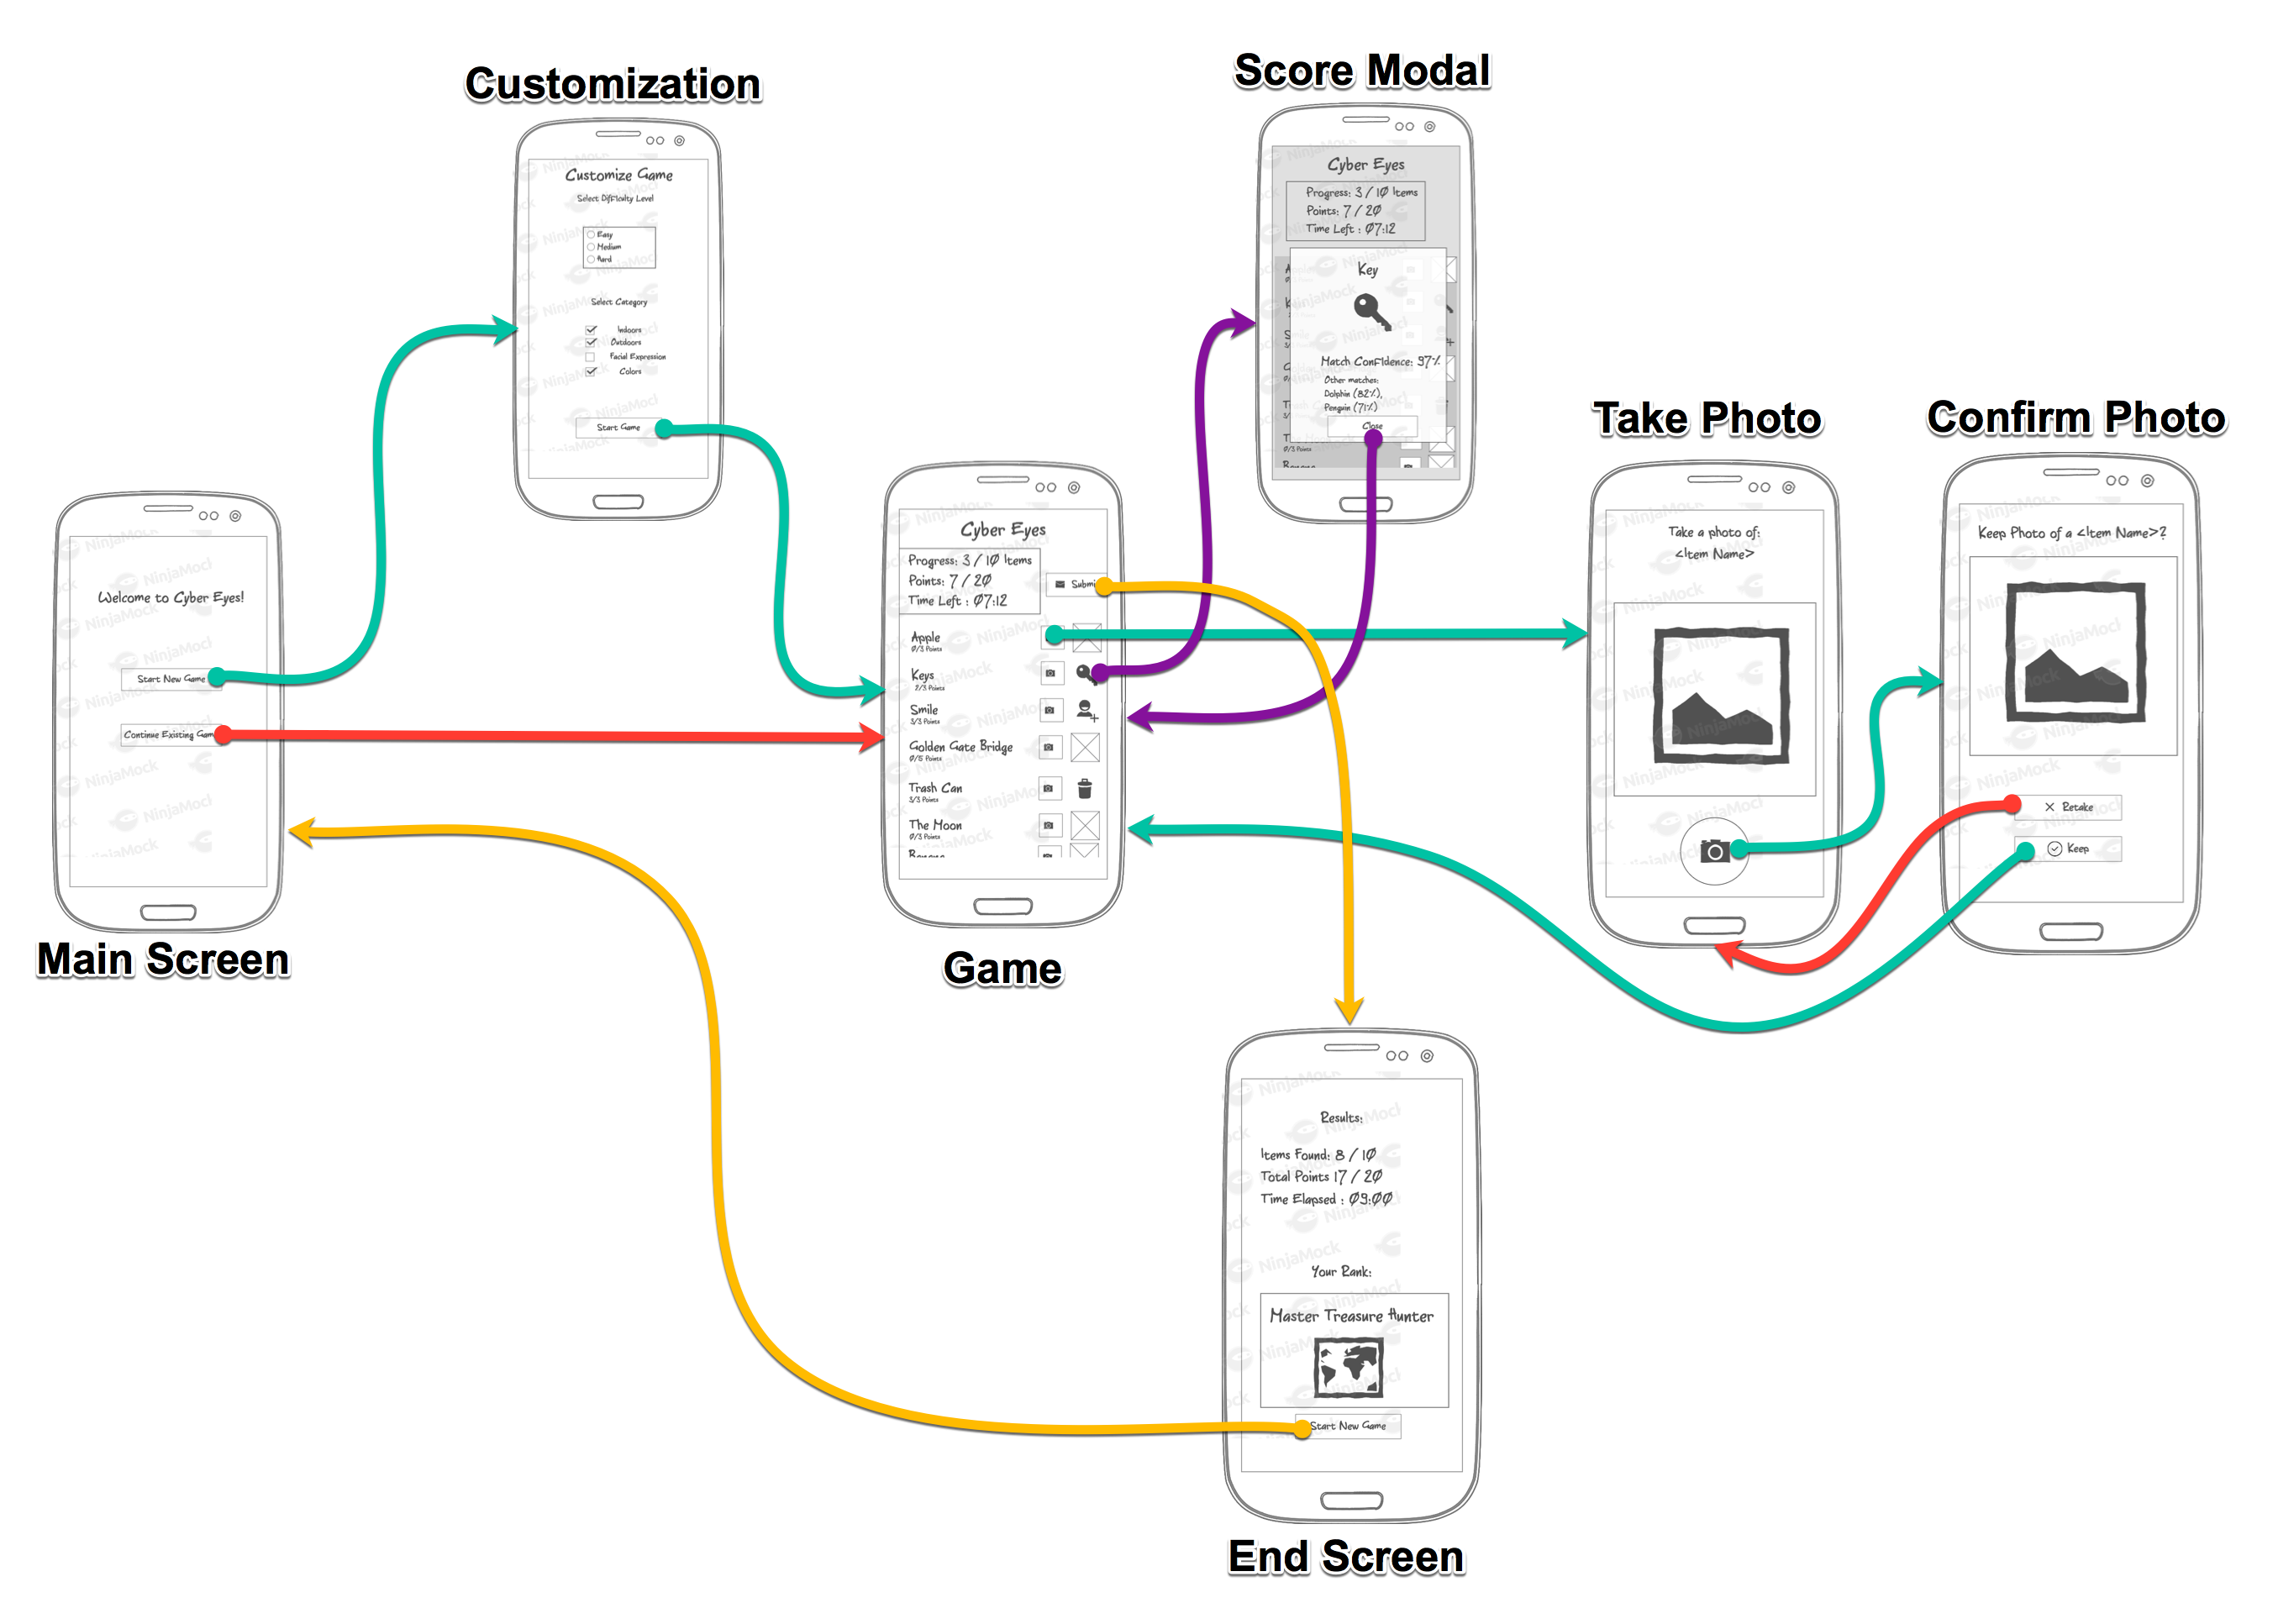 Customization
Customize Game
Select Difficulty Level
Easy
Medium
Hard
Select Category
Indoors
Outdoors
Facial Expression
Colors
Start Game
Score Modal
Cyber Eyes
Progress: 3 / 10 Items
Points: 7 / 20
Time Left : 07:12
Key
Match Confidence: 97%
Other matches:
Dolphin (82%),
Penguin (71%)
Close
0/3 Points
Welcome to Cyber Eyes!
Start New Game
Continue Existing Gam
Main Screen
Cyber Eyes
Progress: 3 / 10 Items
Points: 7 / 20
Time Left : 07:12
Submi
Apple
0/3 Points
Keys
2/3 Points
Smile
3/3 Points
Golden Gate Bridge
0/5 Points
Trash Can
3/3 Points
The Moon
0/3 Points
Banana
Game
Take Photo
Take a photo of:
<Item Name>
Confirm Photo
Keep Photo of a <Item Name>?
Retake
Keep
Results:
Items Found: 8 / 10
Total Points 17 / 20
Time Elapsed : 09:00
Your Rank:
Master Treasure Hunter
Start New Game
End Screen
NinjaMock